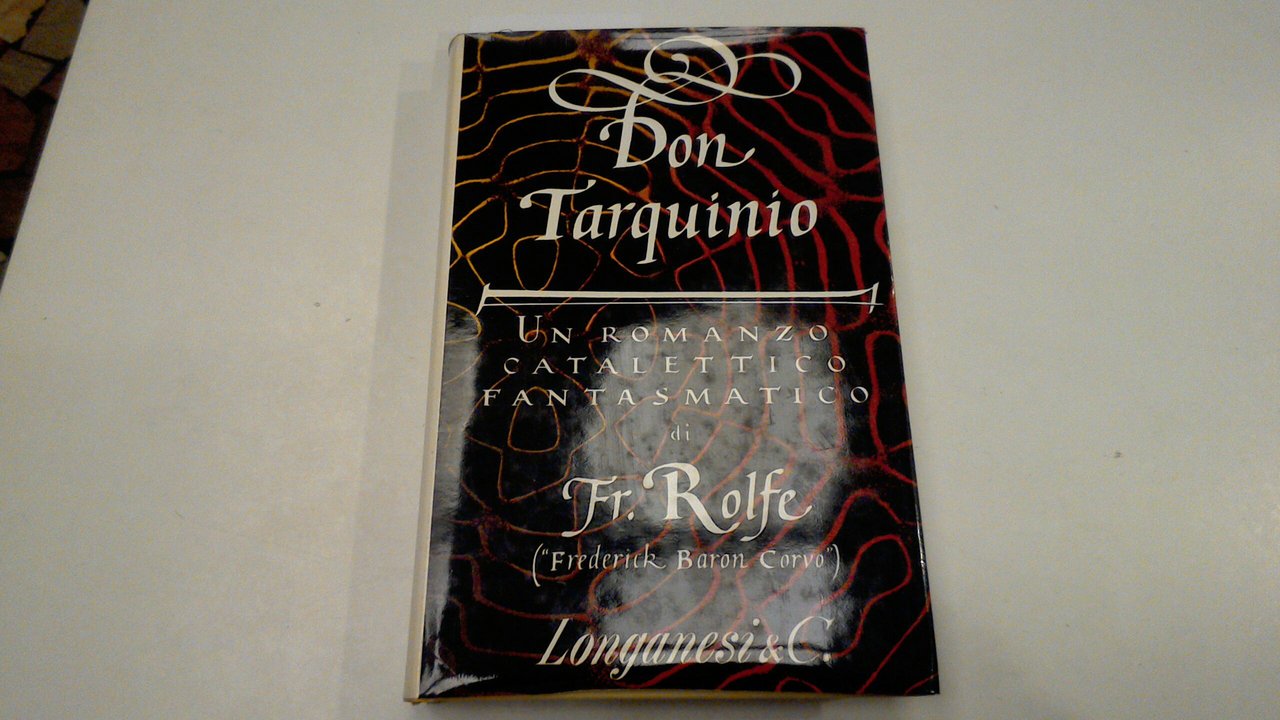 Don
Tarquinio
Un romanzo
catalettico
fantasmatico
di
Fr. Rolfe
("Frederick Baron Corvo")
Longanesi & C.